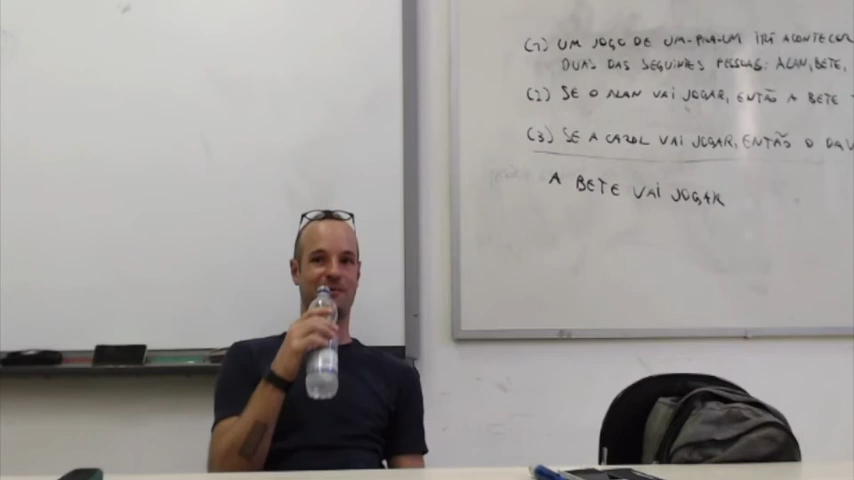 (1) UM JOGO DE UM-PRA-UM IRÁ ACONTECER
DUAS DAS SEGUINTES PESSOAS: ALAN, BETE,
(2) SE O ALAN VAI JOGAR, ENTÃO A BETE
(3) SE A CAROL VAI JOGAR, ENTÃO O DAV
A BETE VAI JOGAR